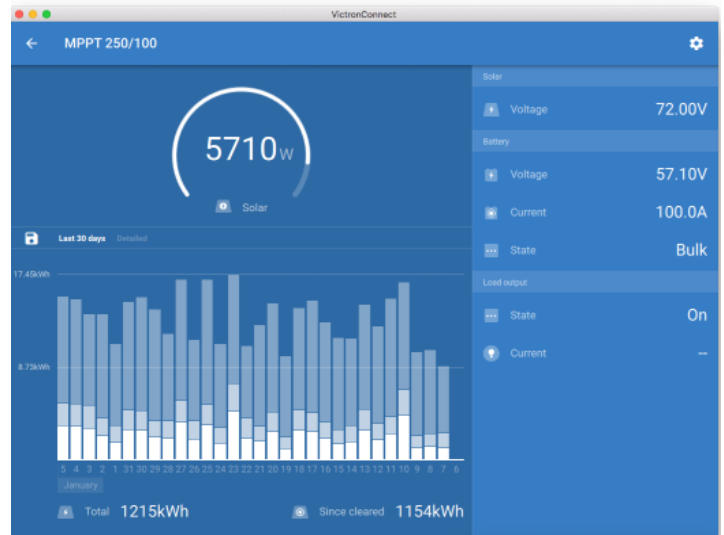 VictronConnect
MPPT 250/100
5710W
Solar
Last 30 days Detailed
17.45kWh
8.73kWh
5 4 3 2 1 31 30 29 28 27 26 25 24 23 22 21 20 19 18 17 16 15 14 13 12 11 10 9 8 7 6
January
Total 1215kWh Since cleared 1154kWh
Solar
Voltage 72.00V
Battery
Voltage 57.10V
Current 100.0A
State Bulk
Load output
State On
Current --